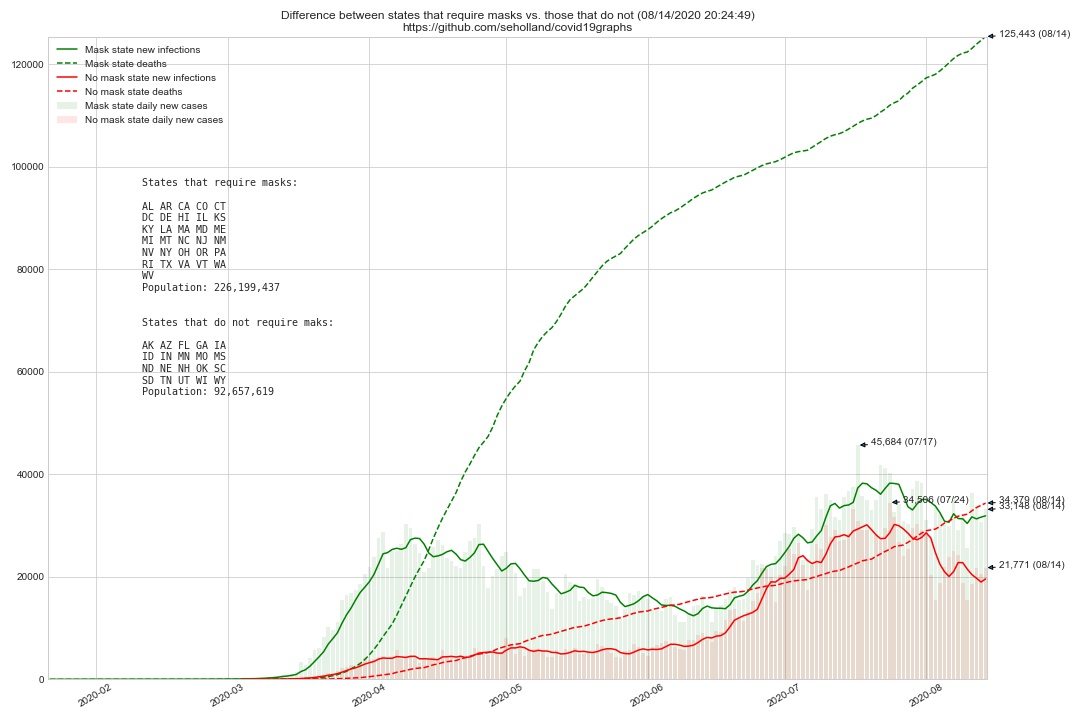 Difference between states that require masks vs. those that do not (08/14/2020 20:24:49)
https://github.com/seholland/covid19graphs
Mask state new infections
Mask state deaths
No mask state new infections
No mask state deaths
Mask state daily new cases
No mask state daily new cases
States that require masks:
AL AR CA CO CT
DC DE HI IL KS
KY LA MA MD ME
MI MT NC NJ NM
NV NY OH OR PA
RI TX VA VT WA
WV
Population: 226,199,437
States that do not require maks:
AK AZ FL GA IA
ID IN MN MO MS
ND NE NH OK SC
SD TN UT WI WY
Population: 92,657,619
125,443 (08/14)
45,684 (07/17)
34,506 (07/24)
34,379 (08/14)
33,148 (08/14)
21,771 (08/14)
120000
100000
80000
60000
40000
20000
0
2020-02
2020-03
2020-04
2020-05
2020-06
2020-07
2020-08